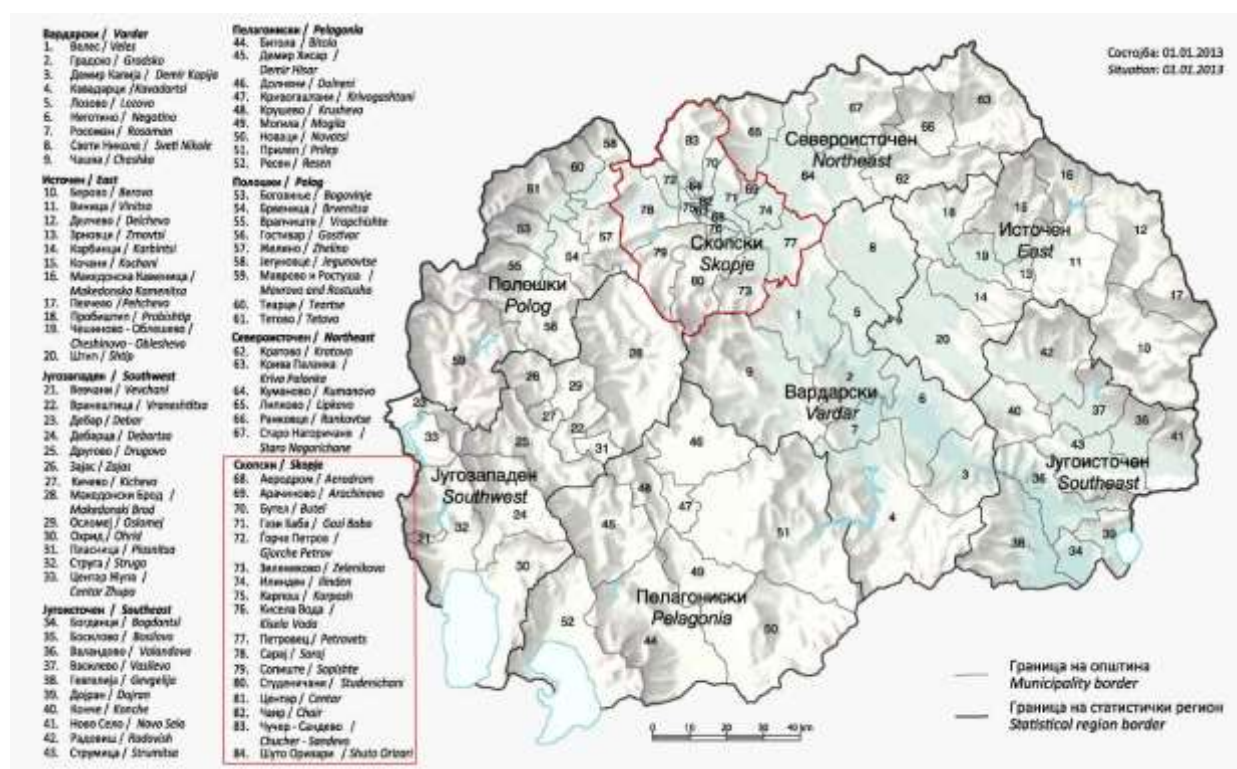 Вардарски / Vardar
1. Велес / Veles
2. Градско / Gradsko
3. Демир Капија / Demir Kapija
4. Кавадарци /Kavadartsi
5. Лозово / Lozovo
6. Неготино / Negotino
7. Росоман / Rosoman
8. Свети Николе / Sveti Nikole
9. Чашка / Chashka
Источен / East
10. Берово / Berovo
11. Виница / Vinitsa
12. Делчево / Delchevo
13. Зрновци / Zrnovtsi
14. Карбинци / Karbintsi
15. Кочани / Kochani
16. Македонска Каменица /
Makedonska Kamenitsa
17. Пехчево /Pehchevo
18. Пробиштип / Probishtip
19. Чешиново - Облешево /
Cheshinovo - Obleshevo
20. Штип / Shtip
Југозападен / Southwest
21. Вевчани / Vevchani
22. Вранештица / Vraneshtitsa
23. Дебар / Debar
24. Дебарца / Debartsa
25. Другово / Drugovo
26. Зајас / Zajas
27. Кичево / Kichevo
28. Македонски Брод /
Makedonski Brod
29. Осломеј / Oslomej
30. Охрид / Ohrid
31. Пласница / Plasnitsa
32. Струга / Struga
33. Центар Жупа /
Centar Zhupa
Југоисточен / Southeast
34. Богданци / Bogdantsi
35. Босилово / Bosilovo
36. Валандово / Valandovo
37. Василево / Vasilevo
38. Гевгелија / Gevgelija
39. Дојран / Dojran
40. Конче / Konche
41. Ново Село / Novo Selo
42. Радовиш / Radovish
43. Струмица / Strumitsa
Пелагониски / Pelagonia
44. Битола / Bitola
45. Демир Хисар /
Demir Hisar
46. Долнени / Dolneni
47. Кривогаштани / Krivogashtani
48. Крушево / Krushevo
49. Могила / Mogila
50. Новаци / Novatsi
51. Прилеп / Prilep
52. Ресен / Resen
Полошки / Polog
53. Боговиње / Bogovinje
54. Брвеница / Brvenitsa
55. Врапчиште / Vrapchishte
56. Гостивар / Gostivar
57. Желино / Zhelino
58. Јегуновце / Jegunovtse
59. Маврово и Ростуша /
Mavrovo and Rostusha
60. Теарце / Teartse
61. Тетово / Tetovo
Североисточен / Northeast
62. Кратово / Kratovo
63. Крива Паланка /
Kriva Palanka
64. Куманово / Kumanovo
65. Липково / Lipkovo
66. Ранковце / Rankovtse
67. Старо Нагоричане /
Staro Nagorichane
Скопски / Skopje
68. Аеродром / Aerodrom
69. Арачиново / Arachinovo
70. Бутел / Butel
71. Гази Баба / Gazi Baba
72. Ѓорче Петров /
Gjorche Petrov
73. Зелениково / Zelenikovo
74. Илинден / Ilinden
75. Карпош / Karposh
76. Кисела Вода /
Kisela Voda
77. Петровец / Petrovets
78. Сарај / Saraj
79. Сопиште / Sopishte
80. Студеничани / Studenichani
81. Центар / Centar
82. Чаир / Chair
83. Чучер - Сандево /
Chucher - Sandevo
84. Шуто Оризари / Shuto Orizari
Состојба: 01.01.2013
Situation: 01.01.2013
Североисточен
Northeast
Скопски
Skopje
Источен
East
Полошки
Polog
Вардарски
Vardar
Југозападен
Southwest
Југоисточен
Southeast
Пелагониски
Pelagonia
Граница на општина
Municipality border
Граница на статистички регион
Statistical region border
0 10 20 30 40 km